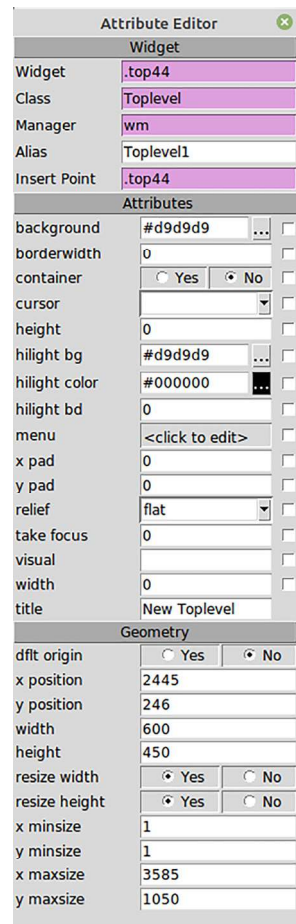 Attribute Editor
Widget
Widget .top44
Class Toplevel
Manager wm
Alias Toplevel1
Insert Point .top44
Attributes
background #d9d9d9 ...
borderwidth 0
container Yes No
cursor
height 0
hilight bg #d9d9d9 ...
hilight color #000000 ...
hilight bd 0
menu <click to edit>
x pad 0
y pad 0
relief flat
take focus 0
visual
width 0
title New Toplevel
Geometry
dflt origin Yes No
x position 2445
y position 246
width 600
height 450
resize width Yes No
resize height Yes No
x minsize 1
y minsize 1
x maxsize 3585
y maxsize 1050